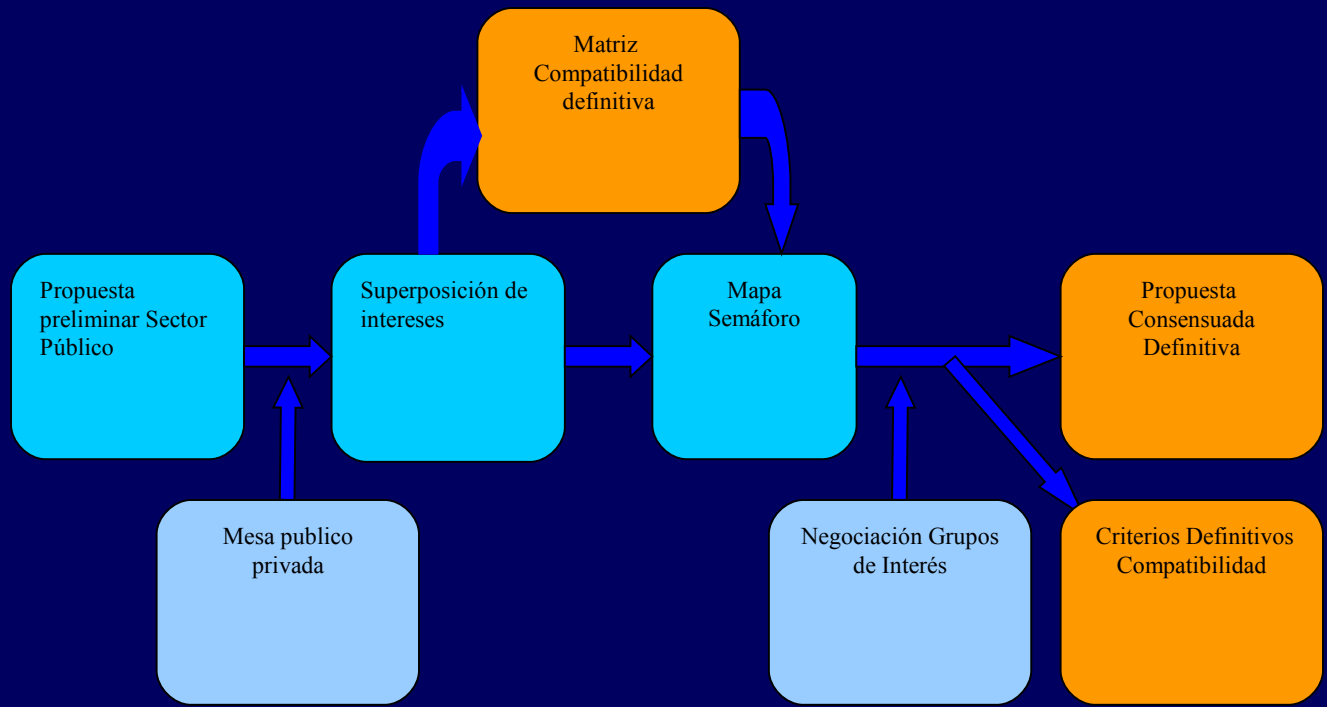 Matriz
Compatibilidad
definitiva
Propuesta
preliminar Sector
Público
Superposición de
intereses
Mapa
Semáforo
Propuesta
Consensuada
Definitiva
Mesa publico
privada
Negociación Grupos
de Interés
Criterios Definitivos
Compatibilidad